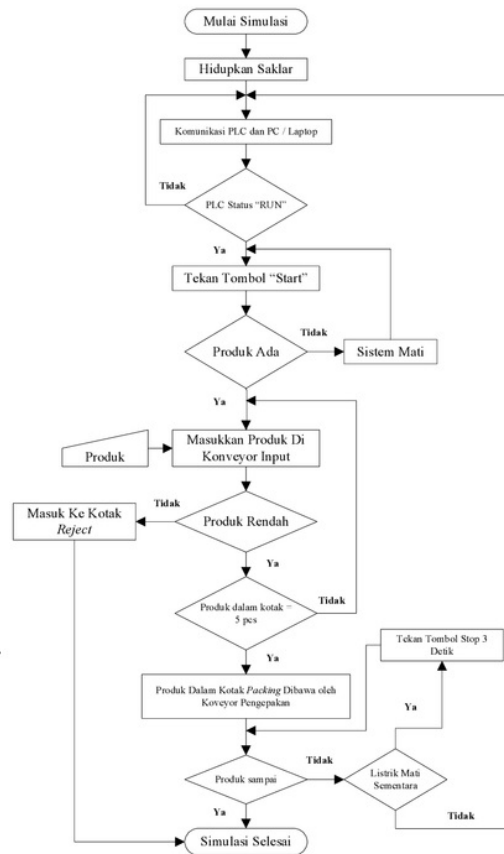 Mulai Simulasi
Hidupkan Saklar
Komunikasi PLC dan PC / Laptop
Tidak
PLC Status “RUN”
Ya
Tekan Tombol “Start”
Tidak
Produk Ada
Sistem Mati
Ya
Produk
Masukkan Produk Di
Konveyor Input
Tidak
Masuk Ke Kotak
Reject
Produk Rendah
Ya
Tidak
Produk dalam kotak =
5 pcs
Ya
Tekan Tombol Stop 3
Detik
Produk Dalam Kotak Packing Dibawa oleh
Koveyor Pengepakan
Ya
Tidak
Produk sampai
Listrik Mati
Sementara
Ya
Tidak
Simulasi Selesai